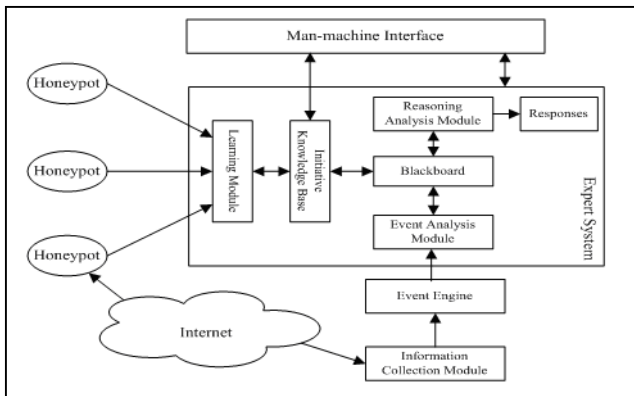 Man-machine Interface
Honeypot
Honeypot
Honeypot
Learning Module
Initiative
Knowledge Base
Reasoning
Analysis Module
Responses
Blackboard
Event Analysis
Module
Expert System
Event Engine
Internet
Information
Collection Module